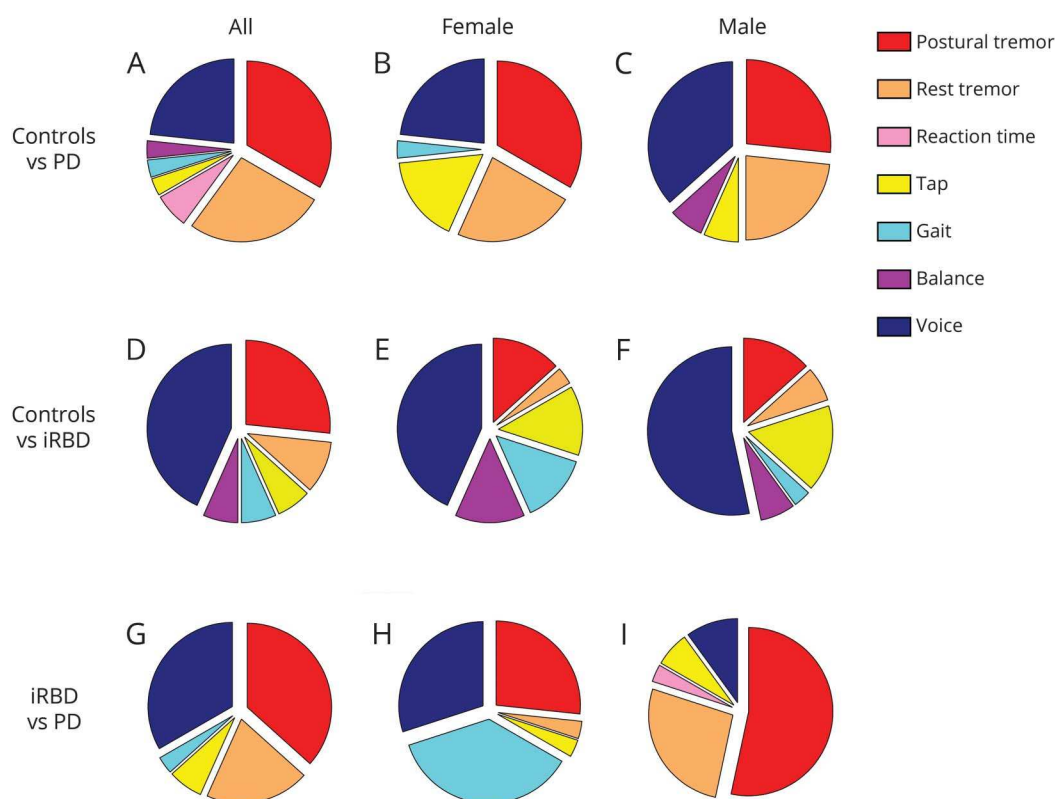 All
Female
Male
A
B
C
Controls
vs PD
Postural tremor
Rest tremor
Reaction time
Tap
Gait
Balance
Voice
D
E
F
Controls
vs iRBD
G
H
I
iRBD
vs PD